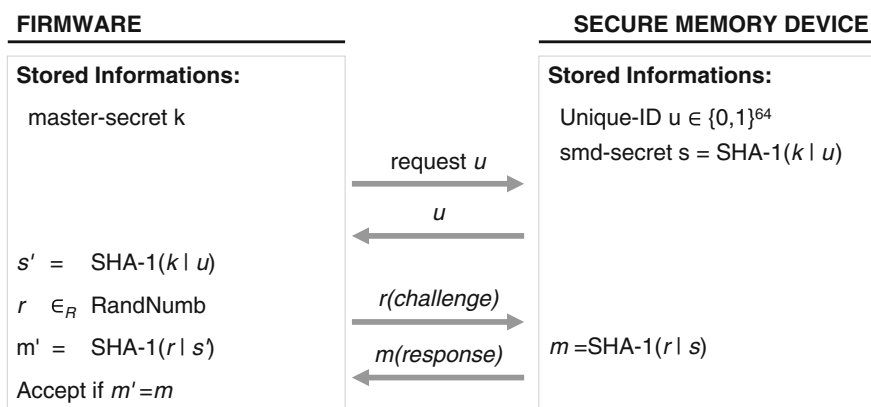 FIRMWARE
SECURE MEMORY DEVICE
Stored Informations:
master-secret k
Stored Informations:
Unique-ID u ∈ {0,1}⁶⁴
smd-secret s = SHA-1(k | u)
request u
u
s' = SHA-1(k | u)
r ∈R RandNumb
r(challenge)
m' = SHA-1(r | s')
m(response)
m =SHA-1(r | s)
Accept if m' =m